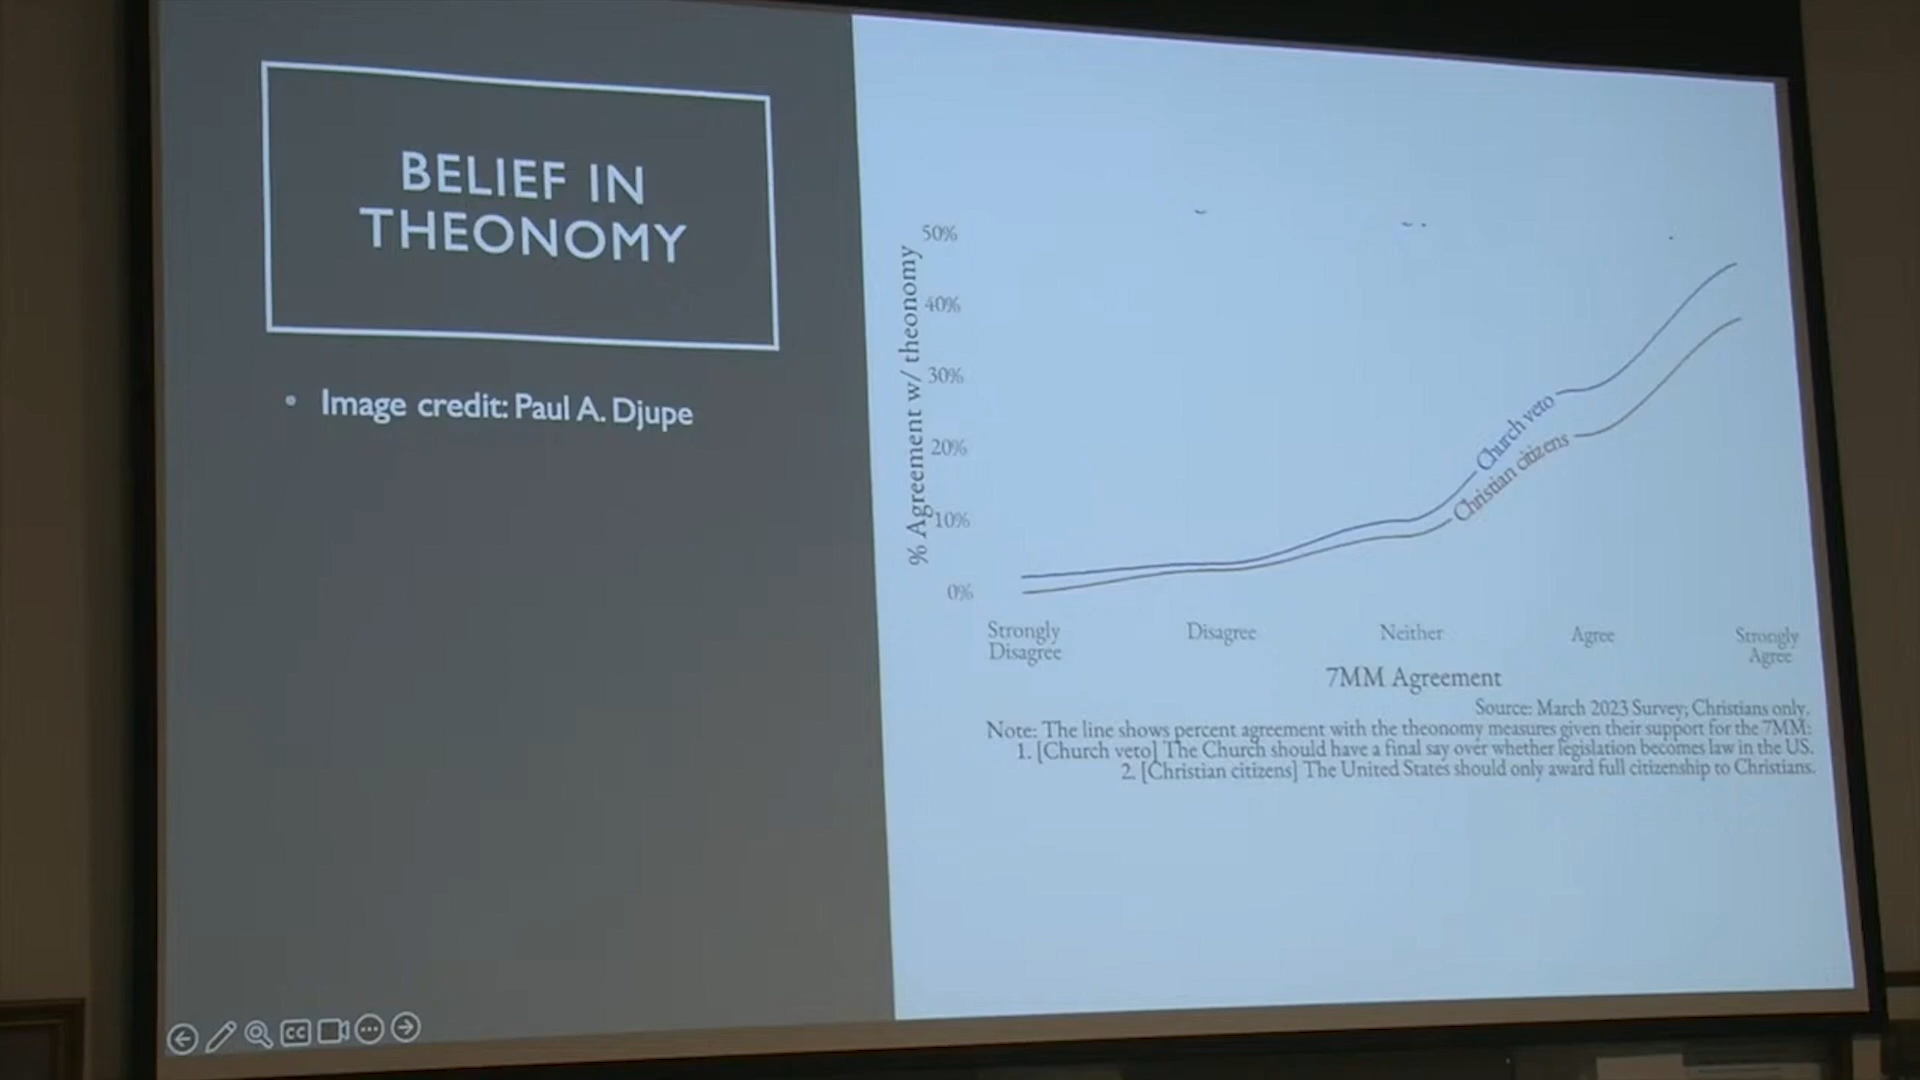 BELIEF IN
THEONOMY
• Image credit: Paul A. Djupe
% Agreement w/ theonomy
50%
40%
30%
20%
10%
0%
Church veto
Christian citizens
Strongly
Disagree
Disagree
Neither
Agree
Strongly
Agree
7MM Agreement
Source: March 2023 Survey; Christians only.
Note: The line shows percent agreement with the theonomy measures given their support for the 7MM:
1. [Church veto] The Church should have a final say over whether legislation becomes law in the US.
2. [Christian citizens] The United States should only award full citizenship to Christians.
CC